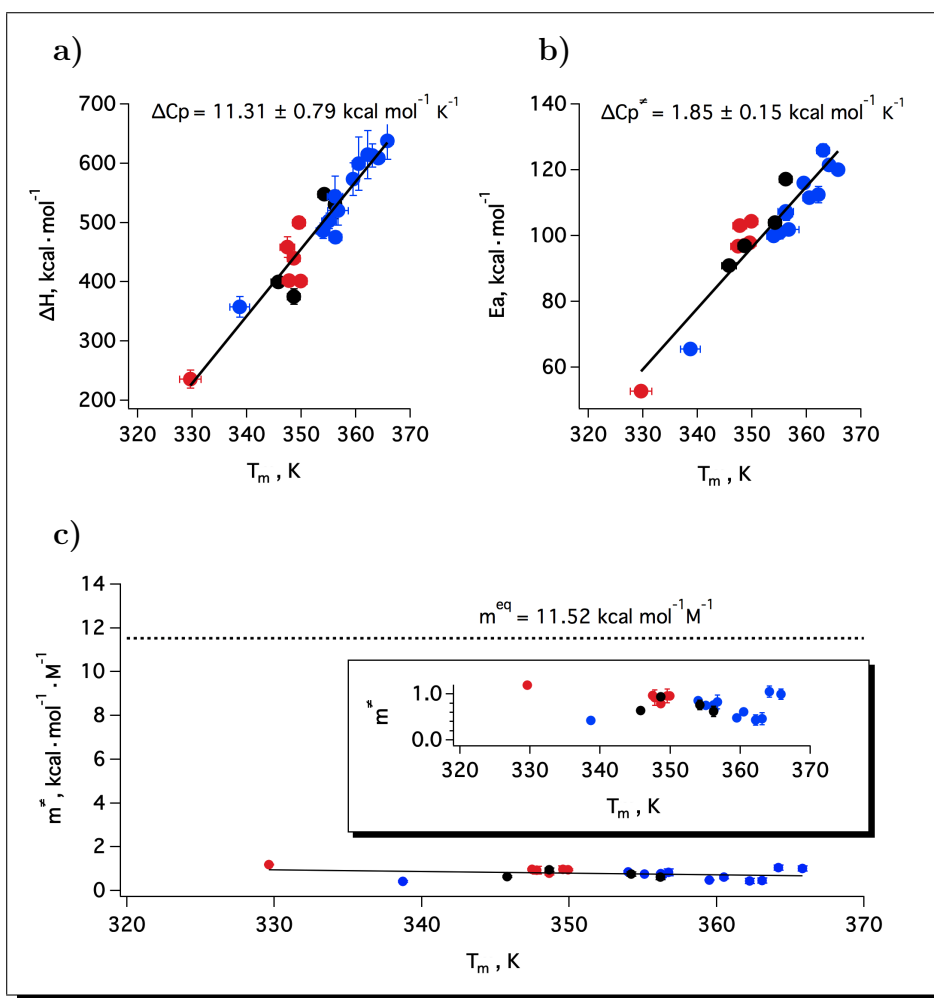 a)
ΔCp = 11.31 ± 0.79 kcal mol⁻¹ K⁻¹
700
600
500
400
300
200
ΔH, kcal·mol⁻¹
320 330 340 350 360 370
Tₘ , K
b)
ΔCp^≠ = 1.85 ± 0.15 kcal mol⁻¹ K⁻¹
140
120
100
80
60
Ea, kcal·mol⁻¹
320 330 340 350 360 370
Tₘ , K
c)
14
12
10
8
6
4
2
0
m^≠, kcal·mol⁻¹·M⁻¹
m^eq = 11.52 kcal mol⁻¹M⁻¹
1.0
0.0
m^≠
320 330 340 350 360 370
Tₘ , K
320 330 340 350 360 370
Tₘ , K